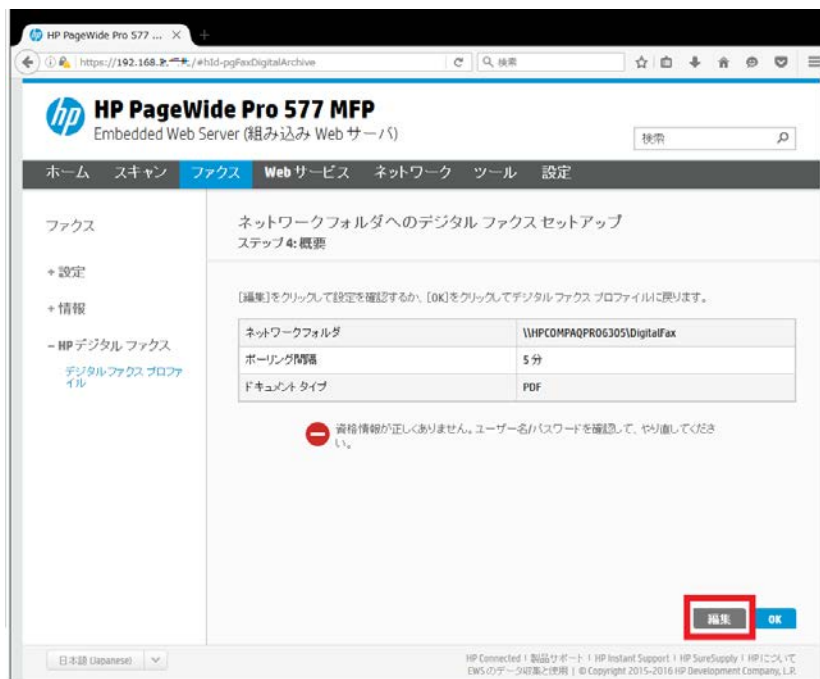 HP PageWide Pro 577 ...
https://192.168. /#hId-pgFaxDigitalArchive
検索
hp
HP PageWide Pro 577 MFP
Embedded Web Server (組み込み Web サーバ)
検索
ホーム スキャン ファクス Web サービス ネットワーク ツール 設定
ファクス
+ 設定
+ 情報
- HP デジタル ファクス
デジタル ファクス プロファ
イル
ネットワーク フォルダへのデジタル ファクス セットアップ
ステップ 4: 概要
[編集]をクリックして設定を確認するか、[OK]をクリックしてデジタル ファクス プロファイルに戻ります。
ネットワークフォルダ \\HPCOMPAQPRO6305\DigitalFax
ポーリング間隔 5 分
ドキュメント タイプ PDF
資格情報が正しくありません。ユーザー名/パスワードを確認して、やり直してくださ
い。
編集 OK
日本語 (Japanese)
HP Connected | 製品サポート | HP Instant Support | HP SureSupply | HP について
EWS のデータ収集と使用 | © Copyright 2015-2016 HP Development Company, L.P.